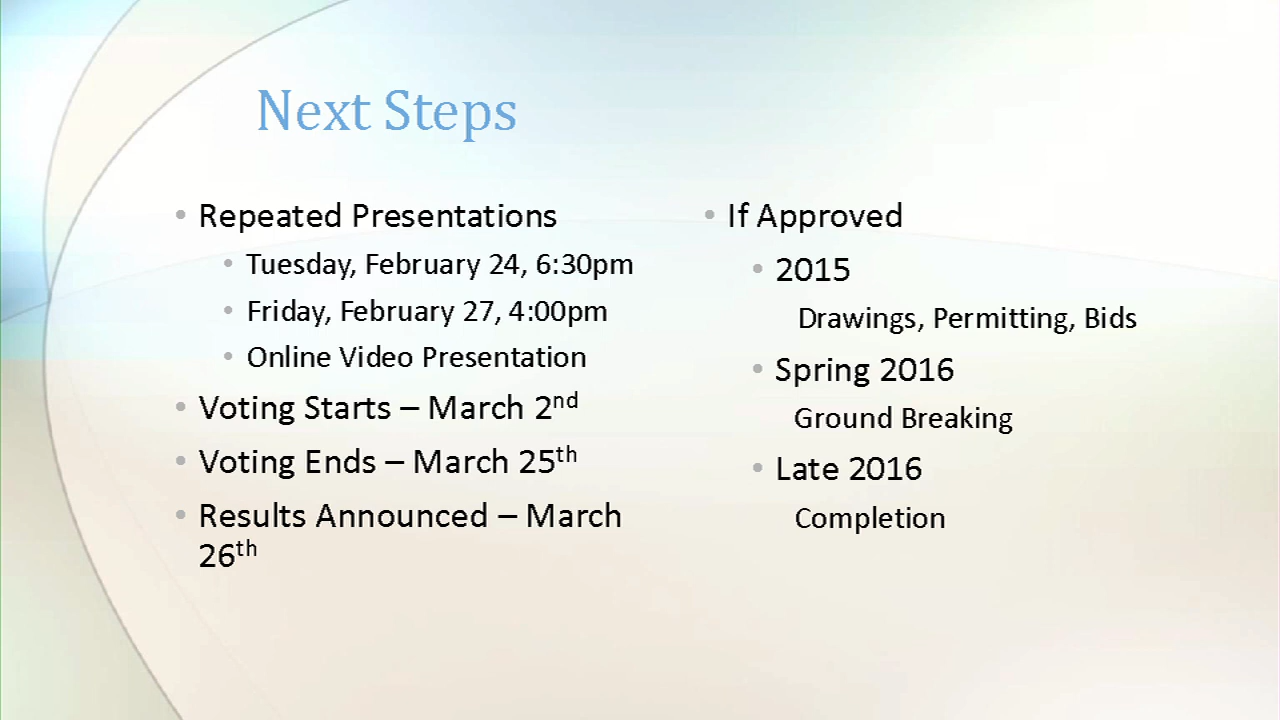 Next Steps
• Repeated Presentations
• Tuesday, February 24, 6:30pm
• Friday, February 27, 4:00pm
• Online Video Presentation
• Voting Starts – March 2nd
• Voting Ends – March 25th
• Results Announced – March
26th
• If Approved
• 2015
Drawings, Permitting, Bids
• Spring 2016
Ground Breaking
• Late 2016
Completion